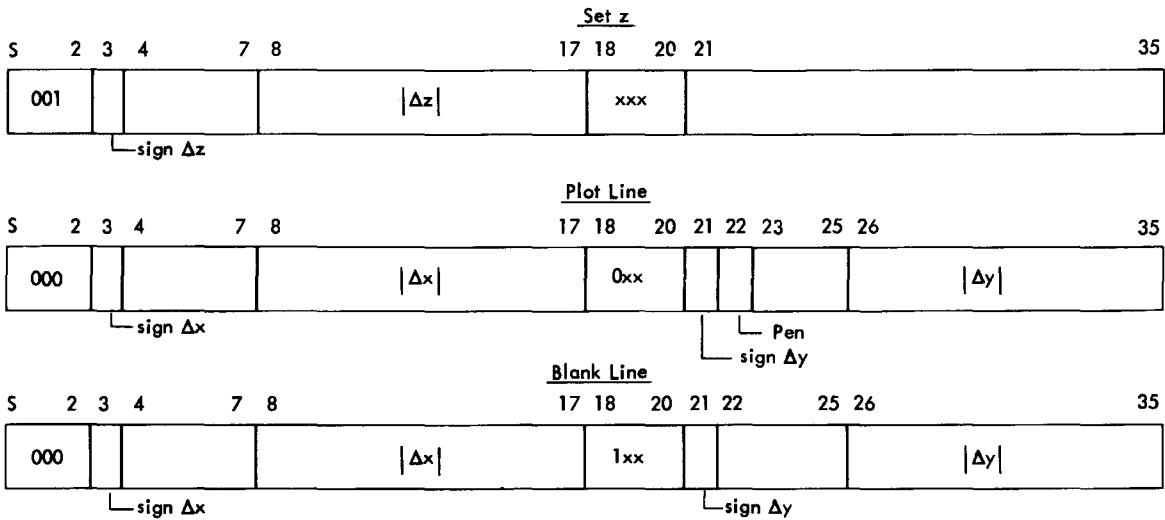 Set z
S 2 3 4 7 8 17 18 20 21 35
001 |Δz| xxx
sign Δz
Plot Line
S 2 3 4 7 8 17 18 20 21 22 23 25 26 35
000 |Δx| 0xx |Δy|
sign Δx
Pen
sign Δy
Blank Line
S 2 3 4 7 8 17 18 20 21 22 25 26 35
000 |Δx| 1xx |Δy|
sign Δx sign Δy